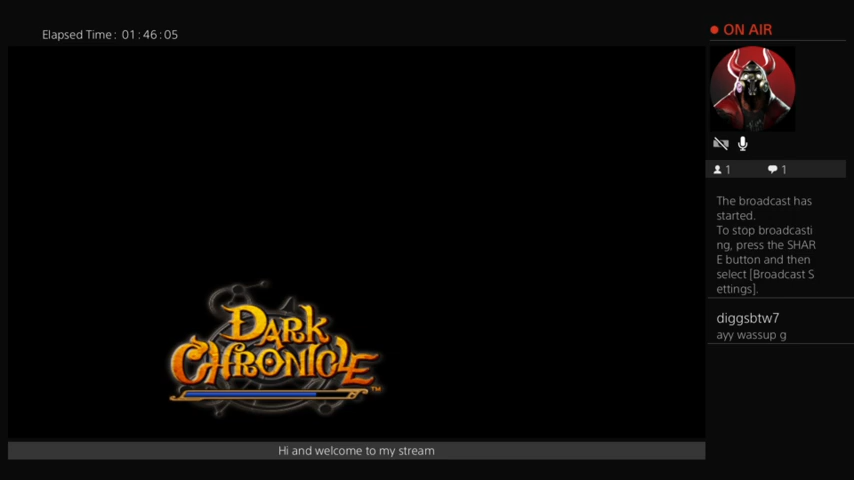 Elapsed Time: 01:46:05
ON AIR
1 1
The broadcast has
started.
To stop broadcasti
ng, press the SHAR
E button and then
select [Broadcast S
ettings].
diggsbtw7
ayy wassup g
DARK
CHRONICLE™
Hi and welcome to my stream